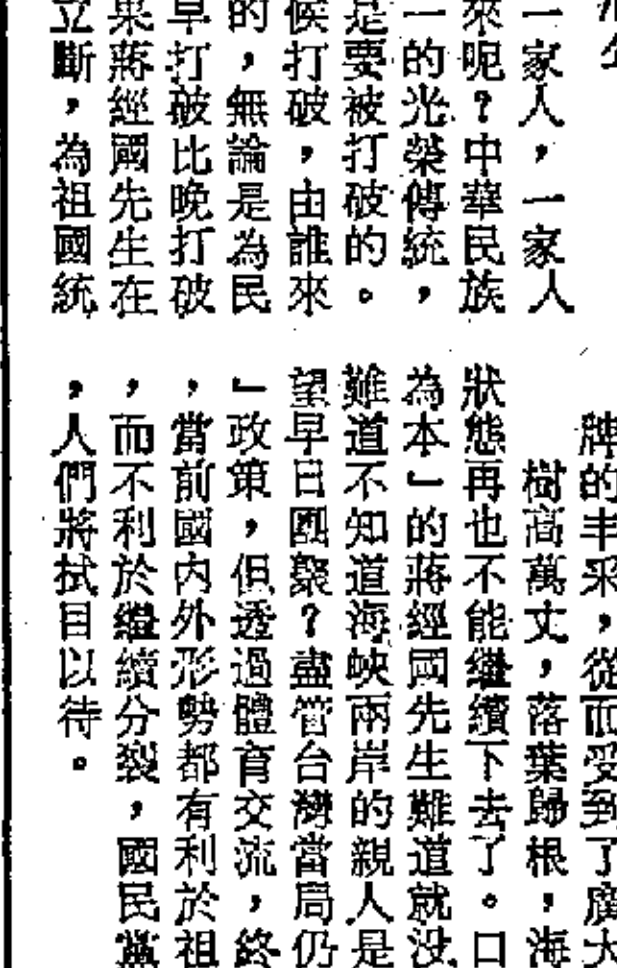 一家人，一家人
來呢？中華民族
一的光榮傳統，
是要被打破的。
候打破，由誰來
的，無論是為民
早打破比晚打破
果蔣經國先生在
立斷，為祖國統
牌的丰采，從而受到了廣大
樹高萬丈，落葉歸根，海
狀態再也不能繼續下去了。口
為本」的蔣經國先生難道就没
難道不知道海峽兩岸的親人是
望早日團聚？盡管台灣當局仍
」政策，但透過體育交流，終
，當前國內外形勢都有利於祖
，而不利於繼續分裂，國民黨
，人們將拭目以待。